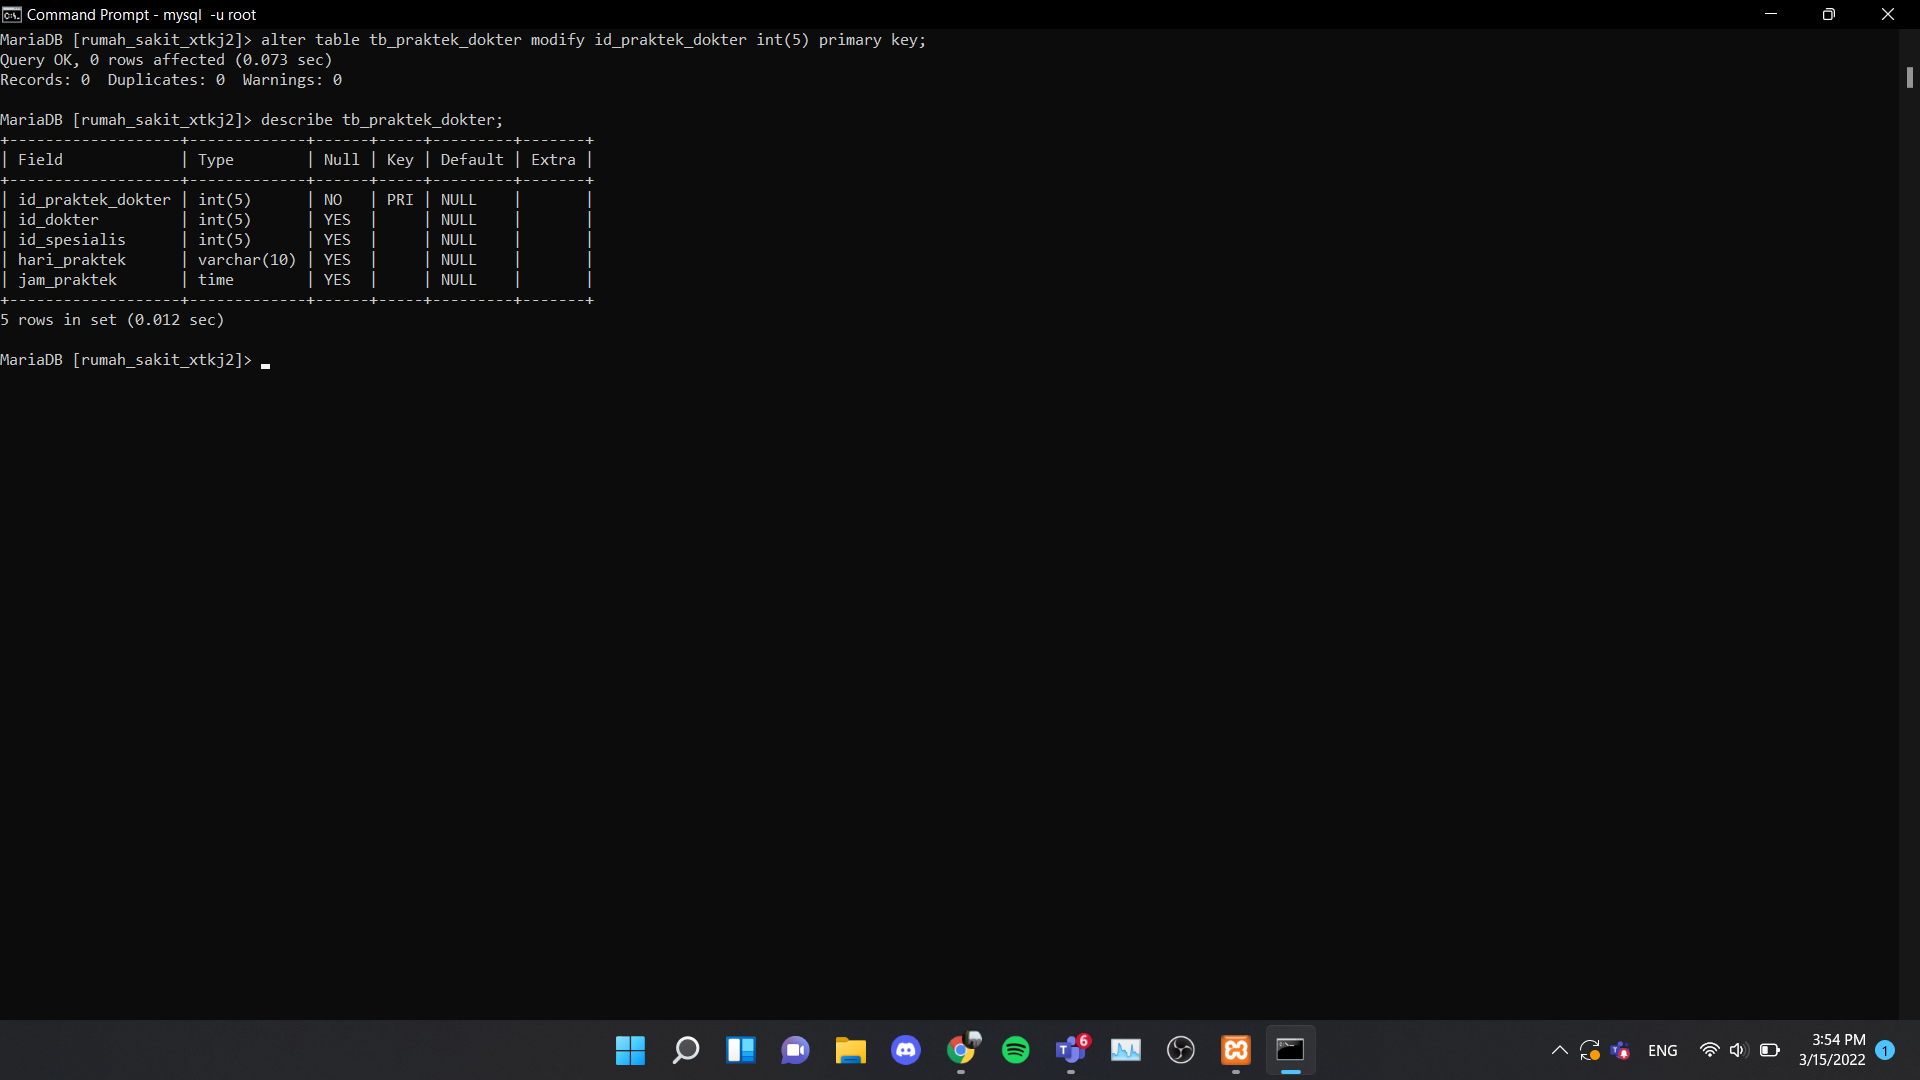 Command Prompt - mysql  -u root
MariaDB [rumah_sakit_xtkj2]> alter table tb_praktek_dokter modify id_praktek_dokter int(5) primary key;
Query OK, 0 rows affected (0.073 sec)
Records: 0  Duplicates: 0  Warnings: 0
MariaDB [rumah_sakit_xtkj2]> describe tb_praktek_dokter;
+-------------------+-------------+------+-----+---------+-------+
| Field             | Type        | Null | Key | Default | Extra |
+-------------------+-------------+------+-----+---------+-------+
| id_praktek_dokter | int(5)      | NO   | PRI | NULL    |       |
| id_dokter         | int(5)      | YES  |     | NULL    |       |
| id_spesialis      | int(5)      | YES  |     | NULL    |       |
| hari_praktek      | varchar(10) | YES  |     | NULL    |       |
| jam_praktek       | time        | YES  |     | NULL    |       |
+-------------------+-------------+------+-----+---------+-------+
5 rows in set (0.012 sec)
MariaDB [rumah_sakit_xtkj2]>
6
ENG
3:54 PM
3/15/2022
1